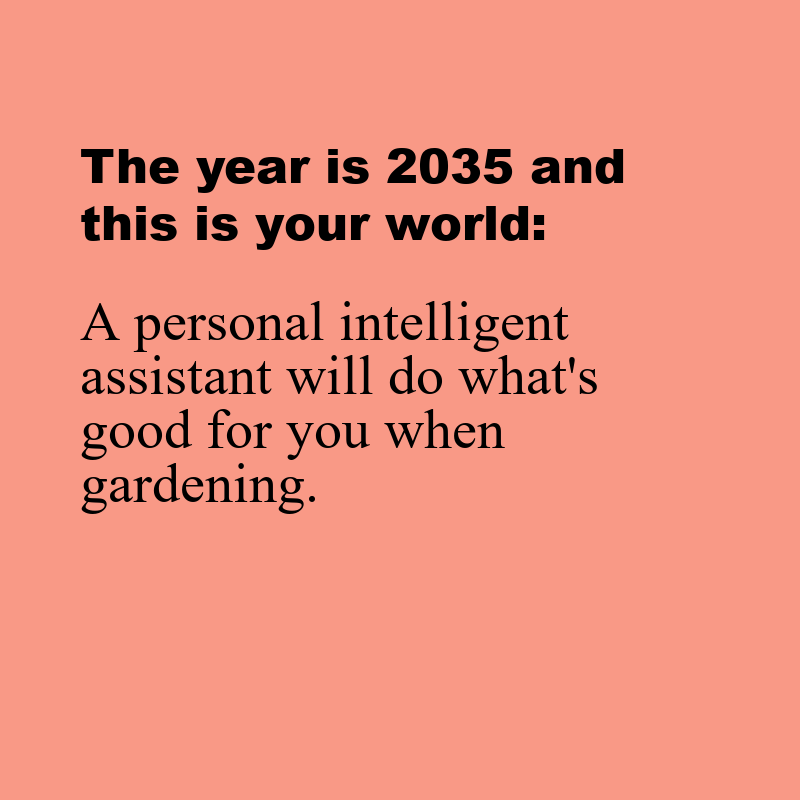 The year is 2035 and
this is your world:
A personal intelligent
assistant will do what's
good for you when
gardening.